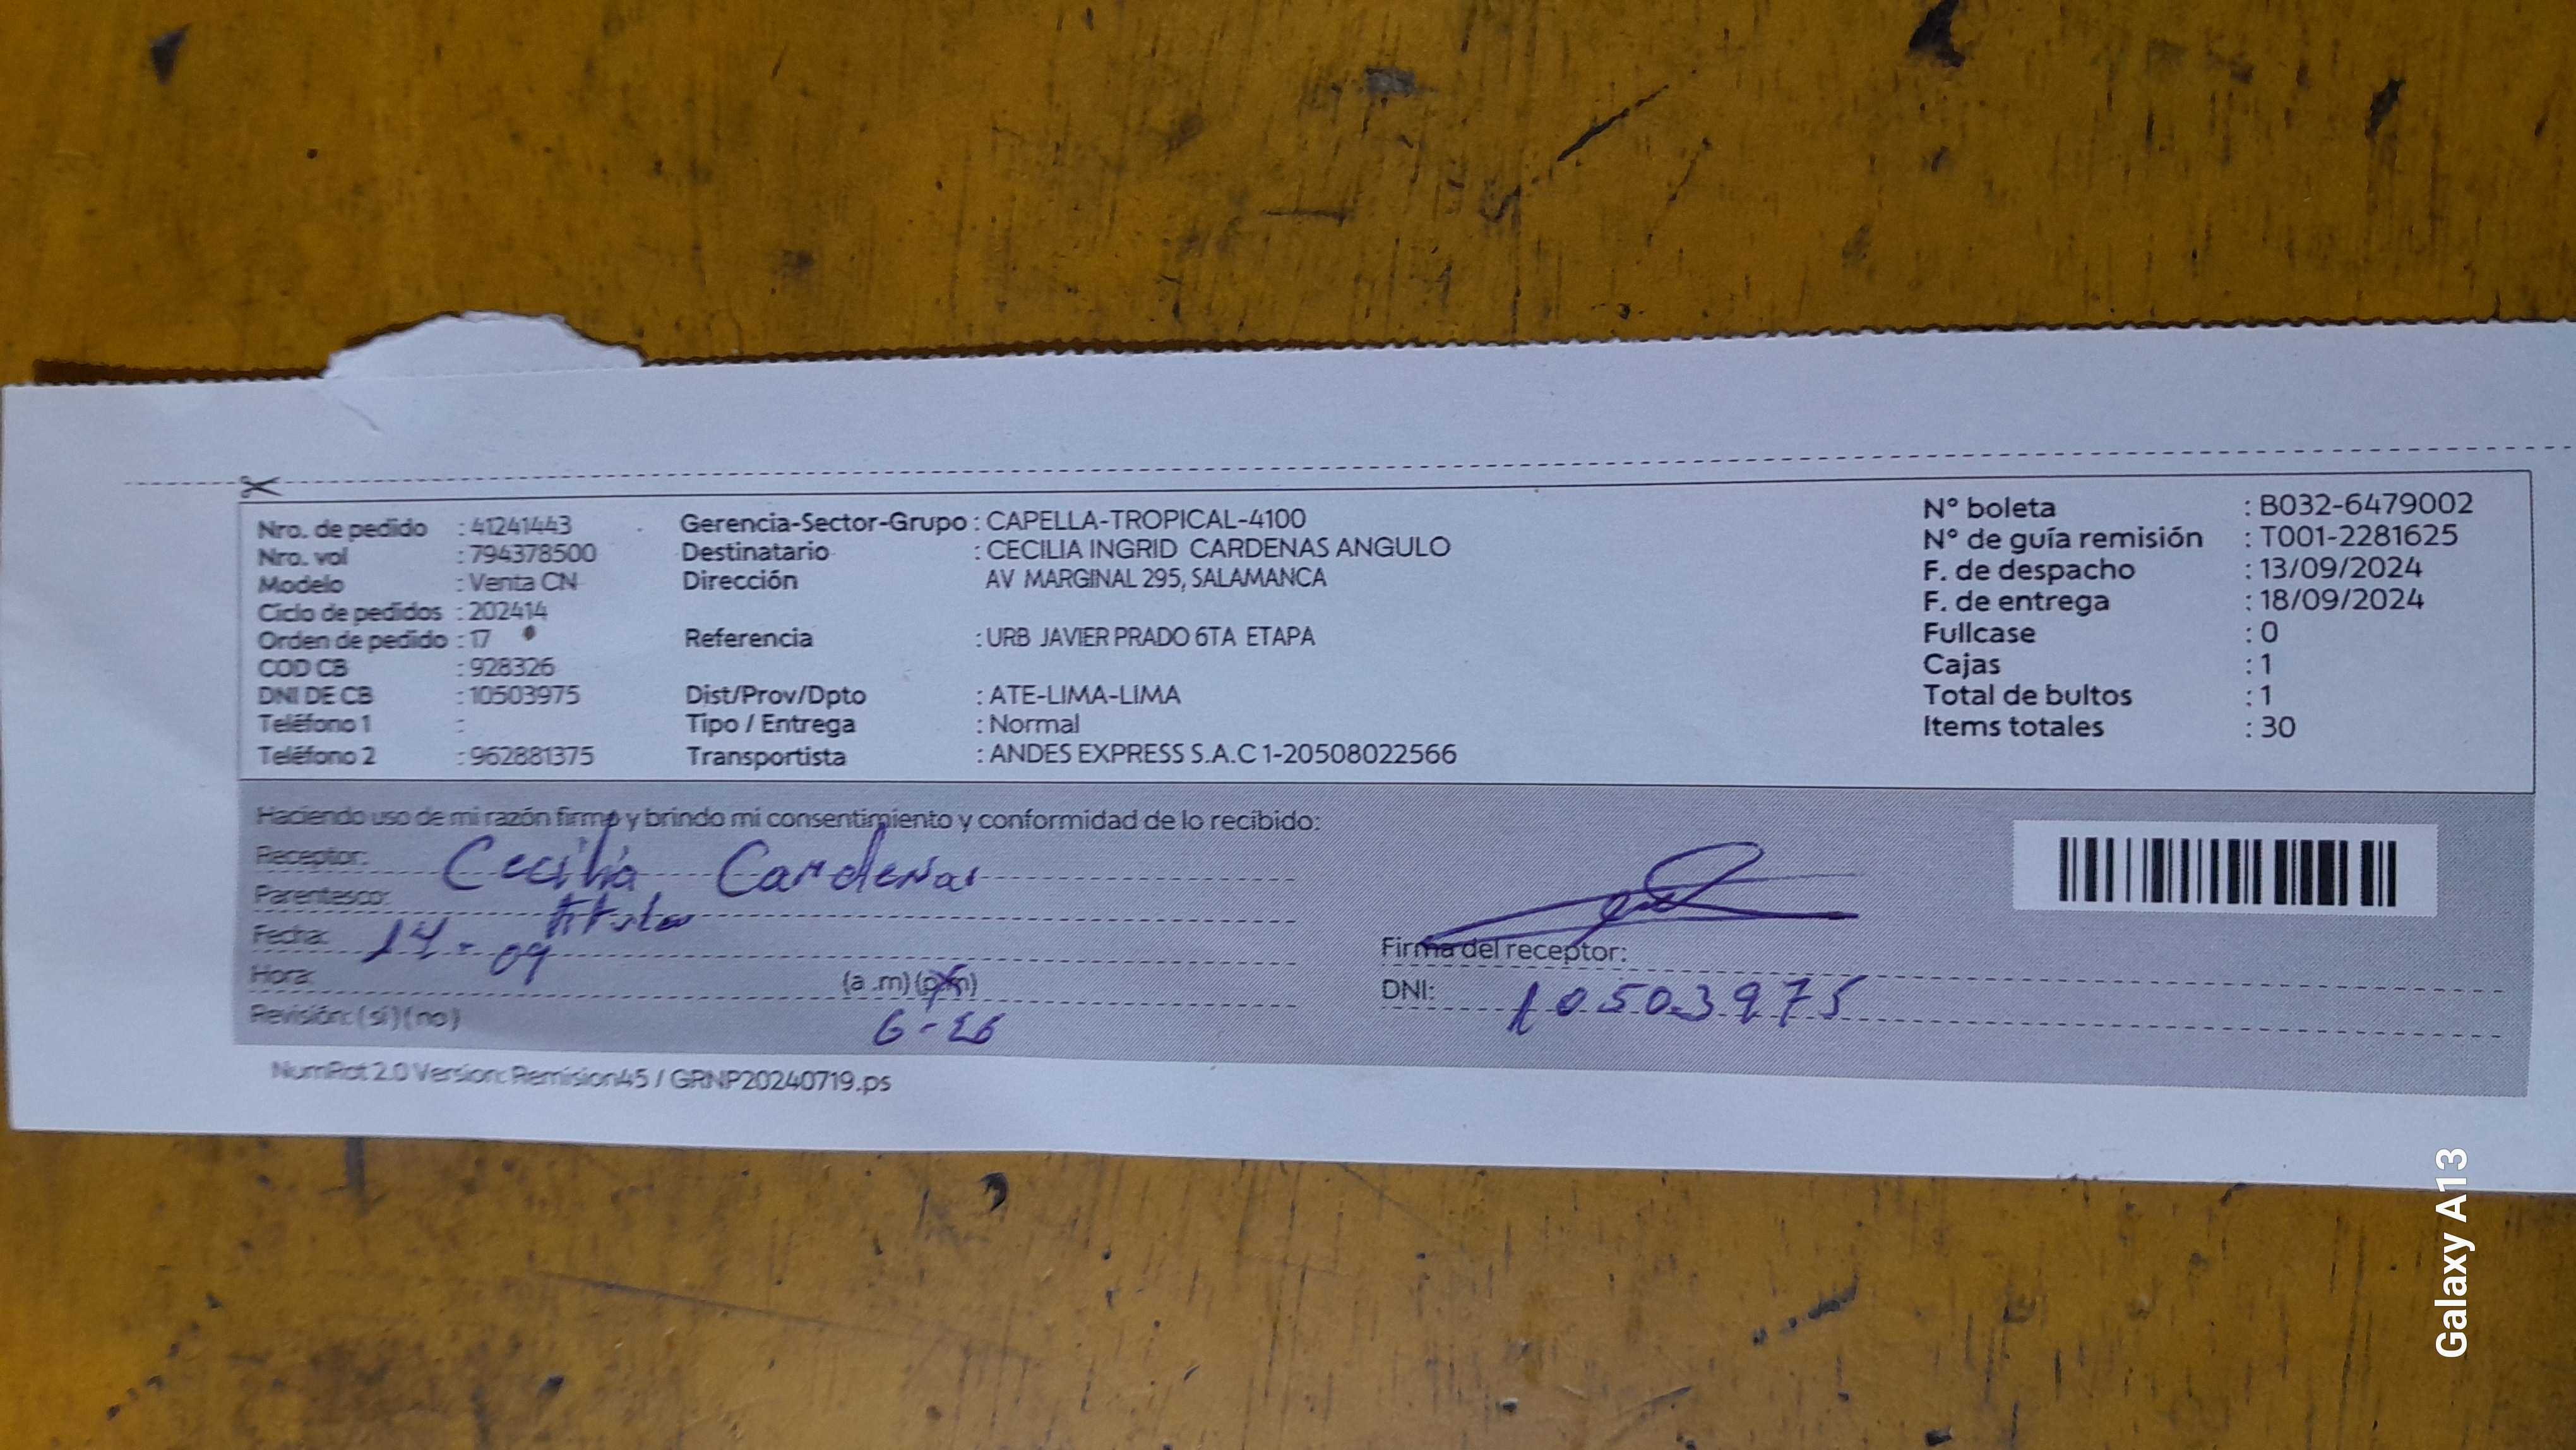 Nro. de pedido : 41241443 Gerencia-Sector-Grupo : CAPELLA-TROPICAL-4100 N° boleta : B032-6479002
Nro. vol : 794378500 Destinatario : CECILIA INGRID CARDENAS ANGULO N° de guía remisión : T001-2281625
Modelo : Venta CN Dirección AV MARGINAL 295, SALAMANCA F. de despacho : 13/09/2024
Ciclo de pedidos : 202414 F. de entrega : 18/09/2024
Orden de pedido : 17 Referencia : URB JAVIER PRADO 6TA ETAPA Fullcase : 0
COD CB : 928326 Cajas : 1
DNI DE CB : 10503975 Dist/Prov/Dpto : ATE-LIMA-LIMA Total de bultos : 1
Teléfono 1 : Tipo / Entrega : Normal Items totales : 30
Teléfono 2 : 962881375 Transportista : ANDES EXPRESS S.A.C 1-20508022566
Haciendo uso de mi razón firmo y brindo mi consentimiento y conformidad de lo recibido:
Receptor: Cecilia Cardenas
Parentesco: titular
Fecha: 14-09 Firma del receptor:
Hora: (a .m) (p.m) DNI: 10503975
6-26
Revisión: (si) (no)
NumRot 2.0 Version: Remision45 / GRNP20240719.ps
Galaxy A13